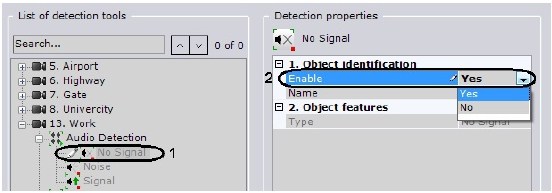 List of detection tools
Search...
0 of 0
5. Airport
6. Highway
7. Gate
8. Univercity
13. Work
Audio Detection
No Signal
1
Noise
Signal
Detection properties
No Signal
1. Object identification
2
Enable
Yes
Name
Yes
No
2. Object features
Type
No Signal